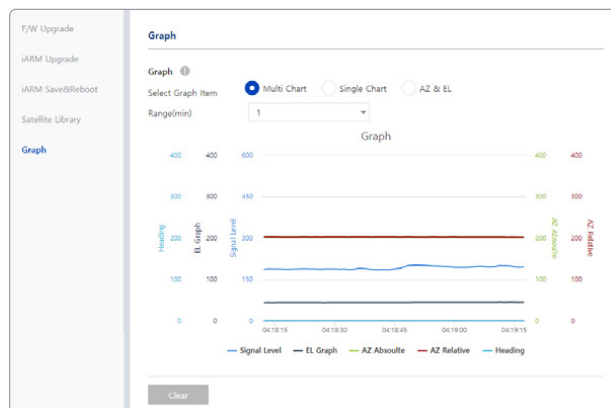 F/W Upgrade
iARM Upgrade
iARM Save&Reboot
Satellite Library
Graph
Graph
Graph
Select Graph Item Multi Chart Single Chart AZ & EL
Range(min) 1
Graph
400 400 600 400 400
300 300 450 300 300
Heading EL Graph Signal Level AZ Absoulte AZ Relative
200 200 300 200 200
100 100 150 100 100
0 0 0 0 0
04:18:15 04:18:30 04:18:45 04:19:00 04:19:15
Signal Level EL Graph AZ Absoulte AZ Relative Heading
Clear